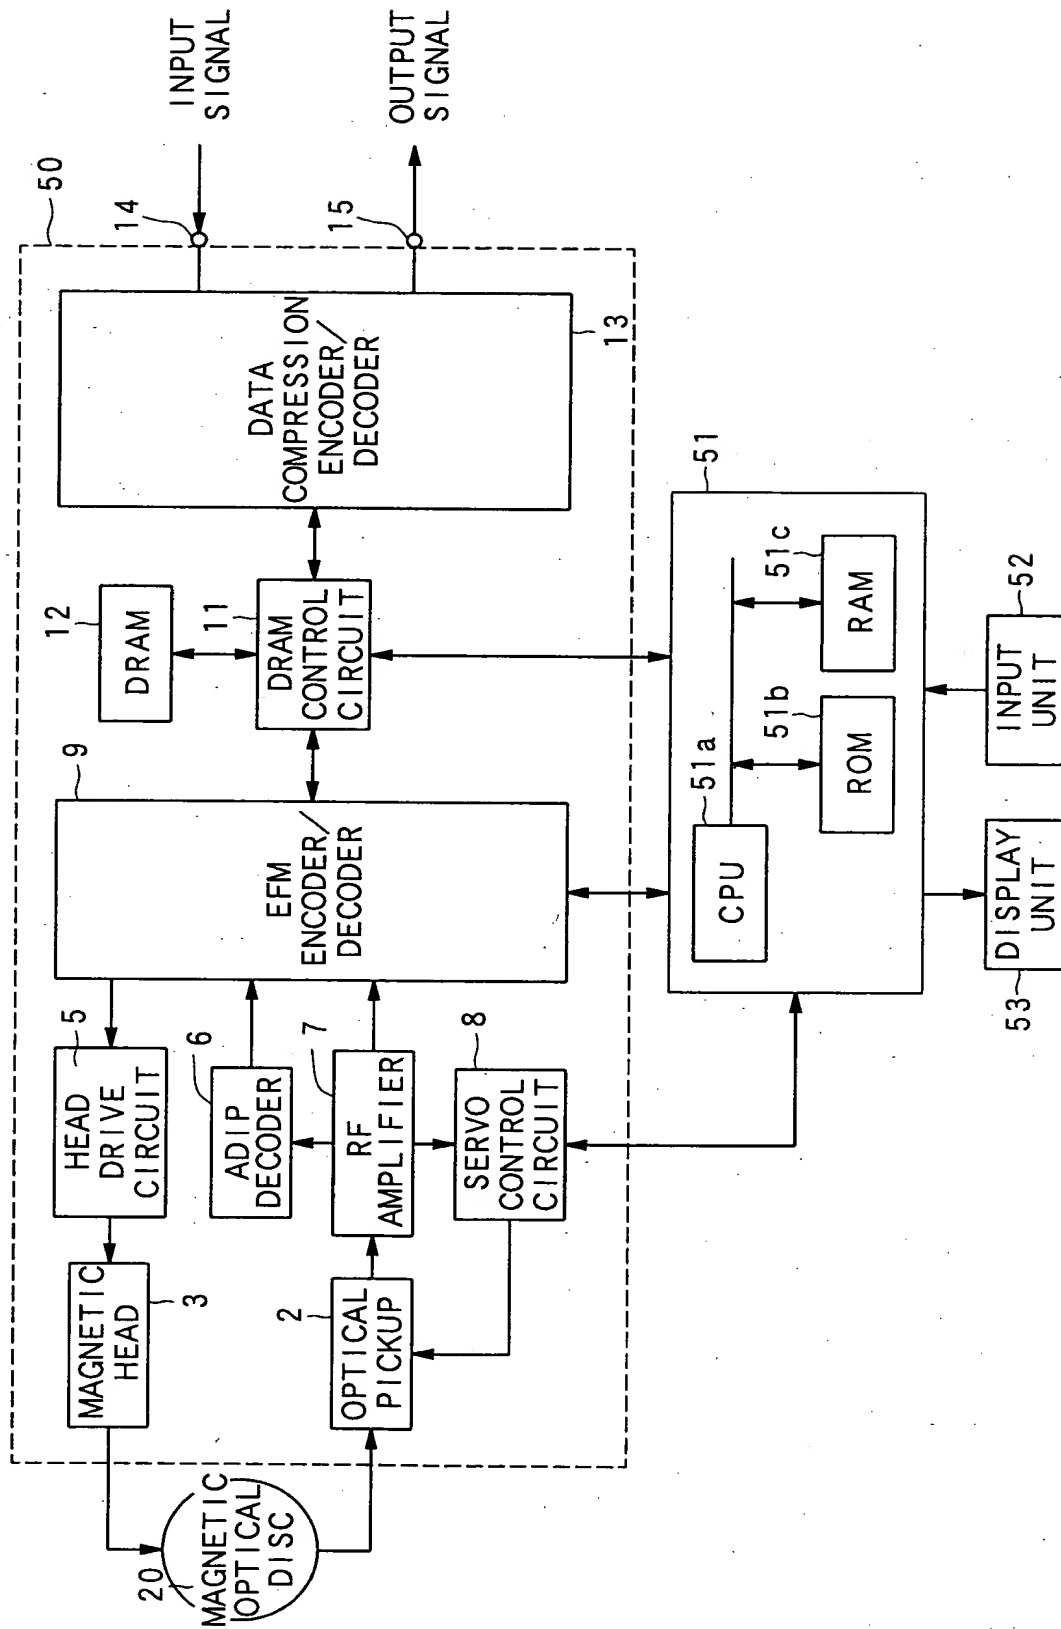 50
14
INPUT
SIGNAL
15
OUTPUT
SIGNAL
DATA
COMPRESSION
ENCODER/
DECODER
13
12
DRAM
11
DRAM
CONTROL
CIRCUIT
9
EFM
ENCODER/
DECODER
5
HEAD
DRIVE
CIRCUIT
6
ADIP
DECODER
7
RF
AMPLIFIER
8
SERVO
CONTROL
CIRCUIT
MAGNETIC
HEAD
3
2
OPTICAL
PICKUP
20
MAGNETIC
OPTICAL
DISC
51
51a
CPU
51b
ROM
51c
RAM
52
INPUT
UNIT
53
DISPLAY
UNIT